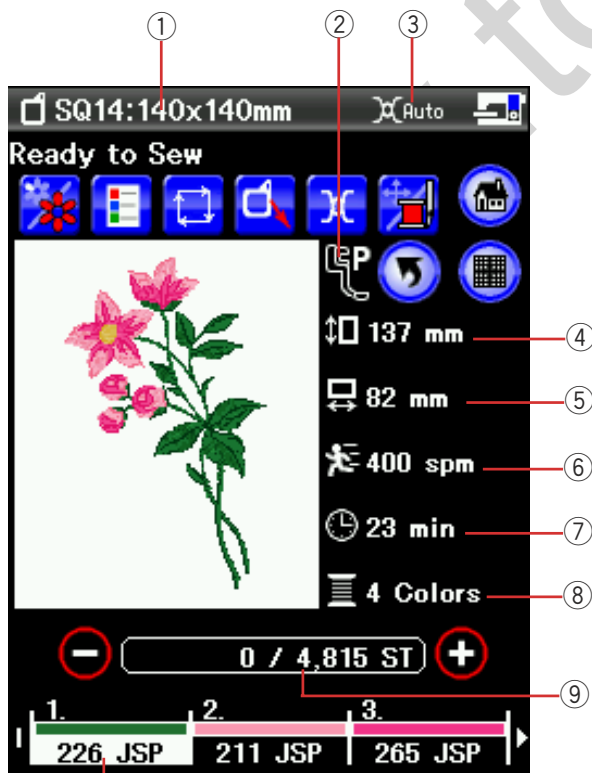 ① ② ③
SQ14:140x140mm Auto
Ready to Sew
P
137 mm ④
82 mm ⑤
400 spm ⑥
23 min ⑦
4 Colors ⑧
0 / 4,815 ST
⑨
1. 2. 3.
226 JSP 211 JSP 265 JSP